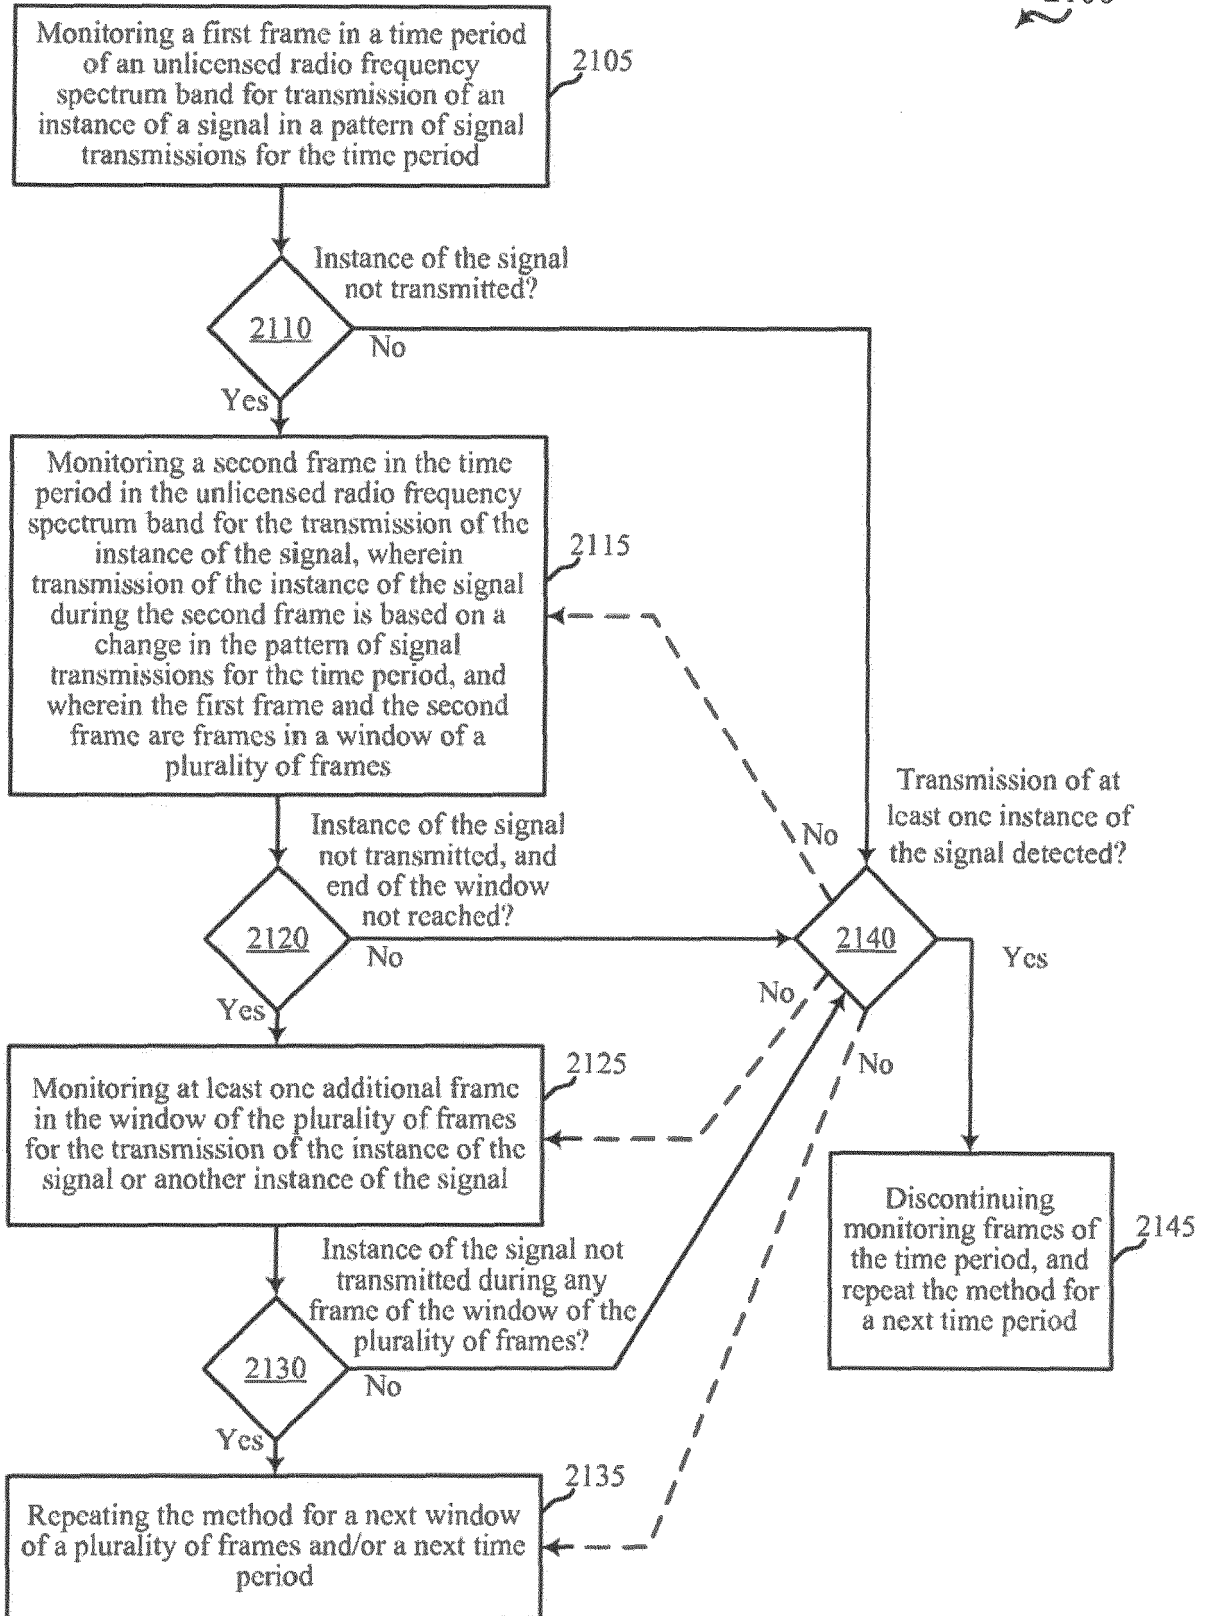 Monitoring a first frame in a time period
of an unlicensed radio frequency
spectrum band for transmission of an
instance of a signal in a pattern of signal
transmissions for the time period
2105
Instance of the signal
not transmitted?
2110
No
Yes
Monitoring a second frame in the time
period in the unlicensed radio frequency
spectrum band for the transmission of the
instance of the signal, wherein
transmission of the instance of the signal
during the second frame is based on a
change in the pattern of signal
transmissions for the time period, and
wherein the first frame and the second
frame are frames in a window of a
plurality of frames
2115
Instance of the signal
not transmitted, and
end of the window
not reached?
2120
No
Yes
Transmission of at
least one instance of
the signal detected?
No
2140
Yes
No
No
Monitoring at least one additional frame
in the window of the plurality of frames
for the transmission of the instance of the
signal or another instance of the signal
2125
Instance of the signal not
transmitted during any
frame of the window of the
plurality of frames?
2130
No
Yes
Discontinuing
monitoring frames of
the time period, and
repeat the method for
a next time period
2145
Repeating the method for a next window
of a plurality of frames and/or a next time
period
2135